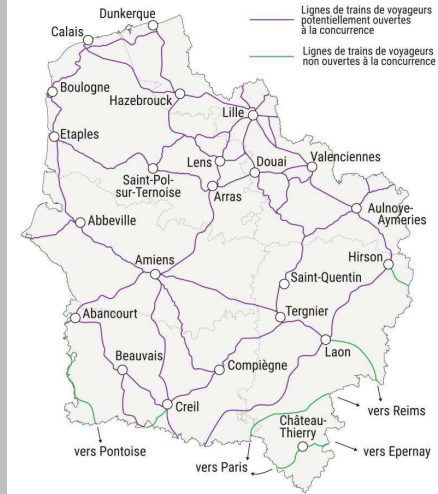 Lignes de trains de voyageurs
potentiellement ouvertes
à la concurrence
Lignes de trains de voyageurs
non ouvertes à la concurrence
Dunkerque
Calais
Boulogne
Hazebrouck
Lille
Etaples
Lens
Douai
Valenciennes
Saint-Pol-
sur-Ternoise
Arras
Aulnoye-
Aymeries
Abbeville
Hirson
Amiens
Saint-Quentin
Abancourt
Tergnier
Laon
Beauvais
Compiègne
Creil
vers Reims
Château-
Thierry
vers Pontoise
vers Epernay
vers Paris